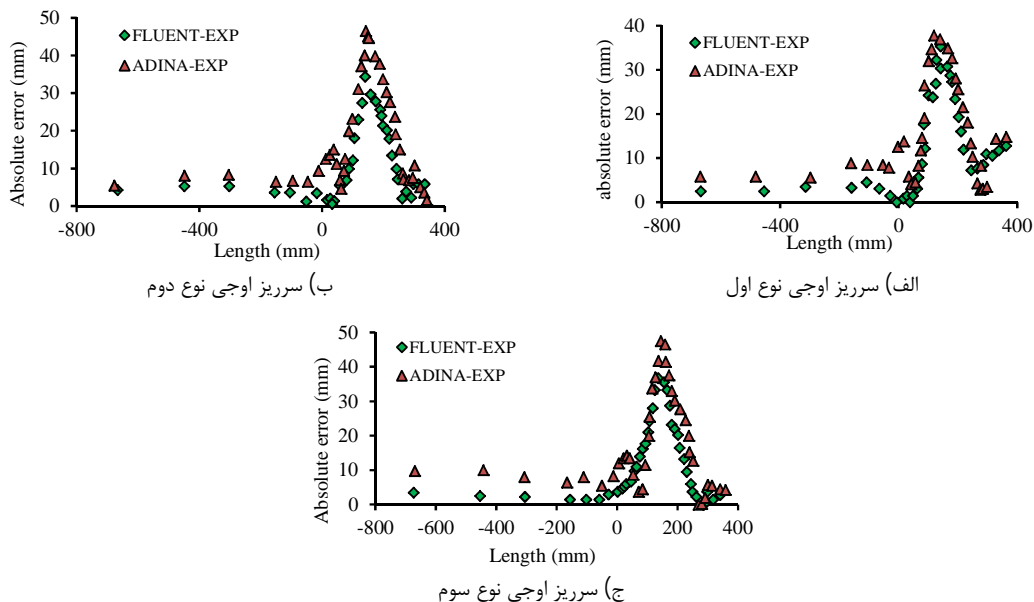 50
40
30
20
10
0
Absolute error (mm)
FLUENT-EXP
ADINA-EXP
-800 -400 0 400
Length (mm)
ب) سرریز اوجی نوع دوم
40
30
20
10
0
absolute error (mm)
FLUENT-EXP
ADINA-EXP
-800 -400 0 400
Length (mm)
الف) سرریز اوجی نوع اول
50
40
30
20
10
0
Absolute error (mm)
FLUENT-EXP
ADINA-EXP
-800 -600 -400 -200 0 200 400
Length (mm)
ج) سرریز اوجی نوع سوم